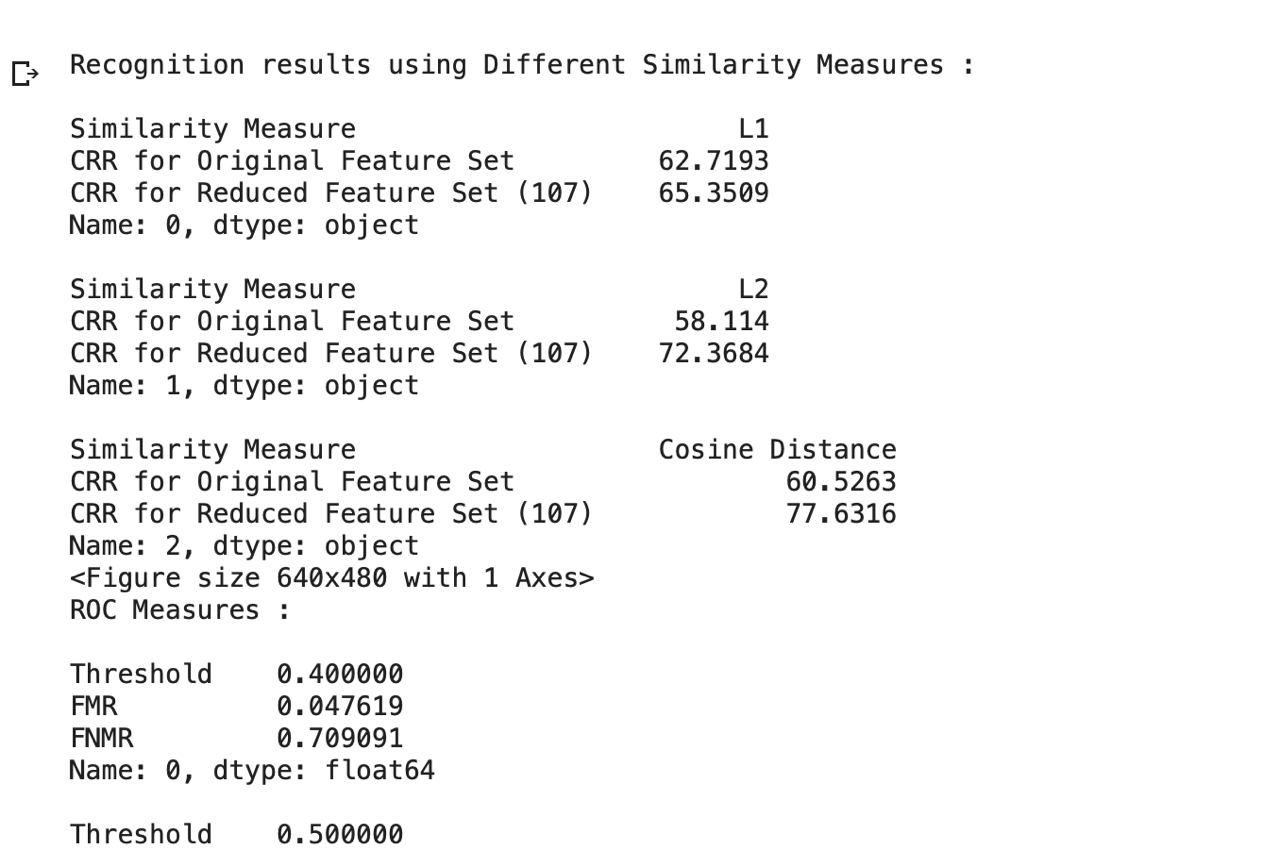 Recognition results using Different Similarity Measures :
Similarity Measure L1
CRR for Original Feature Set 62.7193
CRR for Reduced Feature Set (107) 65.3509
Name: 0, dtype: object
Similarity Measure L2
CRR for Original Feature Set 58.114
CRR for Reduced Feature Set (107) 72.3684
Name: 1, dtype: object
Similarity Measure Cosine Distance
CRR for Original Feature Set 60.5263
CRR for Reduced Feature Set (107) 77.6316
Name: 2, dtype: object
<Figure size 640x480 with 1 Axes>
ROC Measures :
Threshold 0.400000
FMR 0.047619
FNMR 0.709091
Name: 0, dtype: float64
Threshold 0.500000